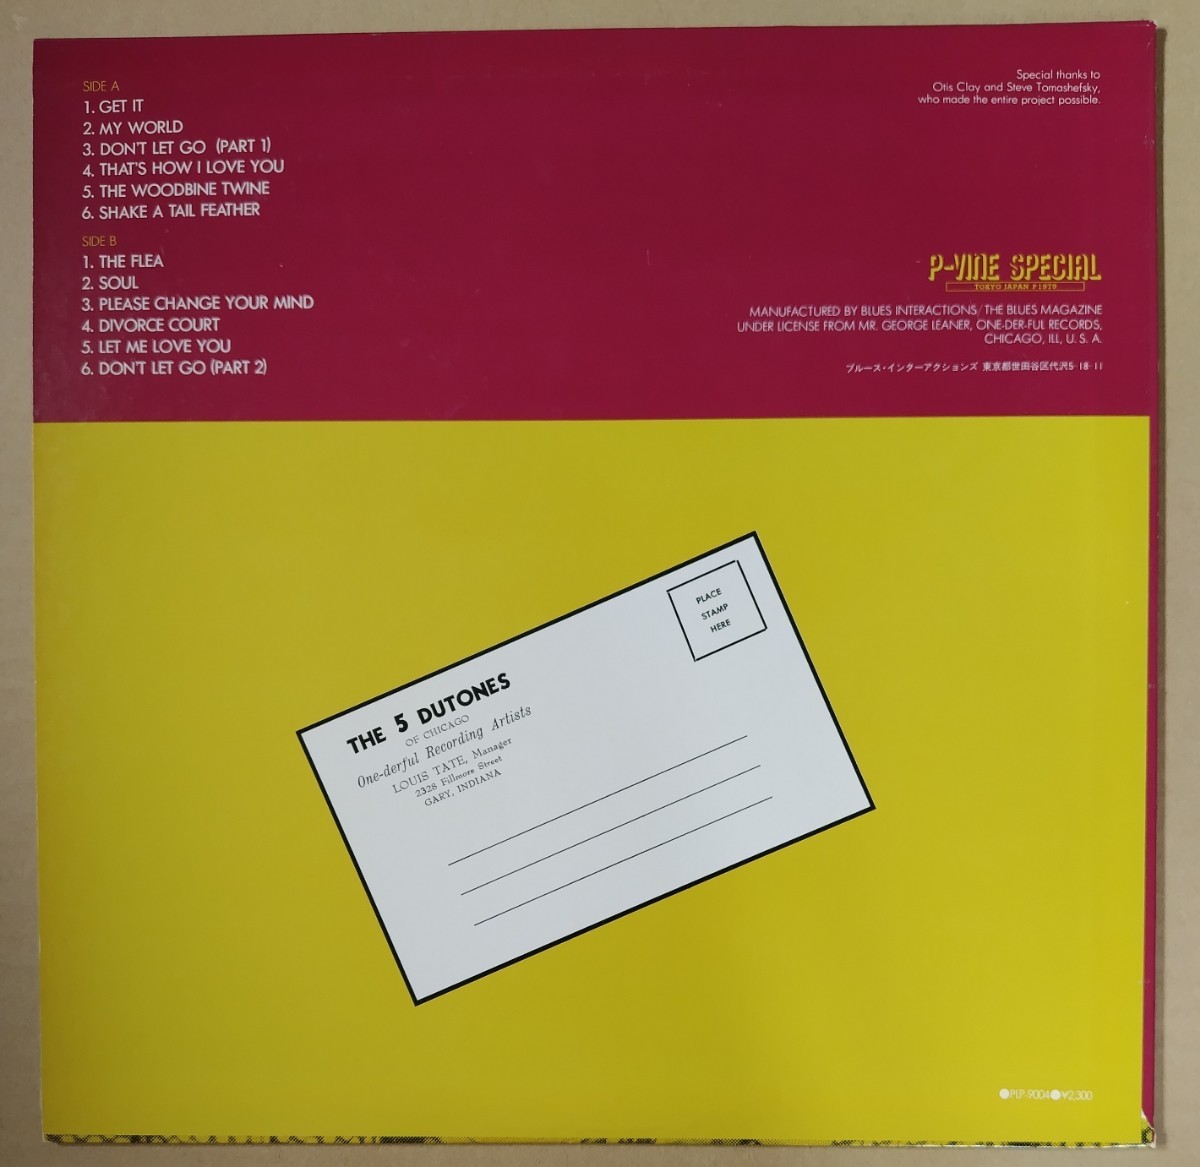 SIDE A
1. GET IT
2. MY WORLD
3. DON'T LET GO (PART 1)
4. THAT'S HOW I LOVE YOU
5. THE WOODBINE TWINE
6. SHAKE A TAIL FEATHER
SIDE B
1. THE FLEA
2. SOUL
3. PLEASE CHANGE YOUR MIND
4. DIVORCE COURT
5. LET ME LOVE YOU
6. DON'T LET GO (PART 2)
Special thanks to
Otis Clay and Steve Tomashefsky,
who made the entire project possible.
P-VINE SPECIAL
TOKYO JAPAN P1979
MANUFACTURED BY BLUES INTERACTIONS/THE BLUES MAGAZINE
UNDER LICENSE FROM MR. GEORGE LEANER, ONE-DER-FUL RECORDS,
CHICAGO, ILL, U. S. A.
ブルース・インターアクションズ 東京都世田谷区代沢5-18-11
PLACE
STAMP
HERE
THE 5 DUTONES
OF CHICAGO
One-derful Recording Artists
LOUIS TATE, Manager
2328 Fillmore Street
GARY, INDIANA
●PLP-9004●¥2,300